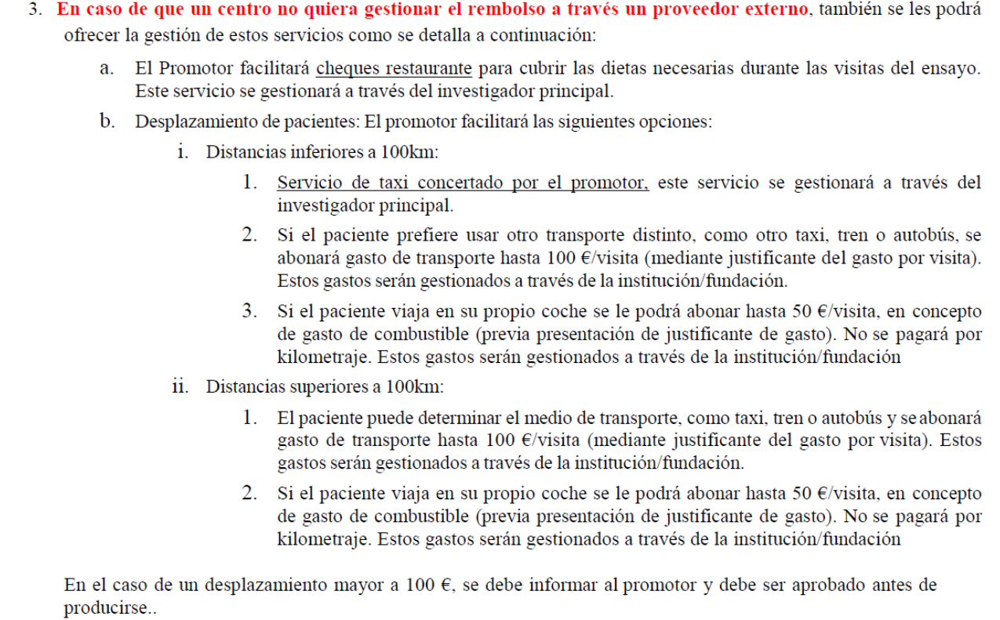 3. En caso de que un centro no quiera gestionar el rembolso a través un proveedor externo, también se les podrá
ofrecer la gestión de estos servicios como se detalla a continuación:
a. El Promotor facilitará cheques restaurante para cubrir las dietas necesarias durante las visitas del ensayo.
Este servicio se gestionará a través del investigador principal.
b. Desplazamiento de pacientes: El promotor facilitará las siguientes opciones:
i. Distancias inferiores a 100km:
1. Servicio de taxi concertado por el promotor, este servicio se gestionará a través del
investigador principal.
2. Si el paciente prefiere usar otro transporte distinto, como otro taxi, tren o autobús, se
abonará gasto de transporte hasta 100 €/visita (mediante justificante del gasto por visita).
Estos gastos serán gestionados a través de la institución/fundación.
3. Si el paciente viaja en su propio coche se le podrá abonar hasta 50 €/visita, en concepto
de gasto de combustible (previa presentación de justificante de gasto). No se pagará por
kilometraje. Estos gastos serán gestionados a través de la institución/fundación
ii. Distancias superiores a 100km:
1. El paciente puede determinar el medio de transporte, como taxi, tren o autobús y se abonará
gasto de transporte hasta 100 €/visita (mediante justificante del gasto por visita). Estos
gastos serán gestionados a través de la institución/fundación.
2. Si el paciente viaja en su propio coche se le podrá abonar hasta 50 €/visita, en concepto
de gasto de combustible (previa presentación de justificante de gasto). No se pagará por
kilometraje. Estos gastos serán gestionados a través de la institución/fundación
En el caso de un desplazamiento mayor a 100 €, se debe informar al promotor y debe ser aprobado antes de
producirse..